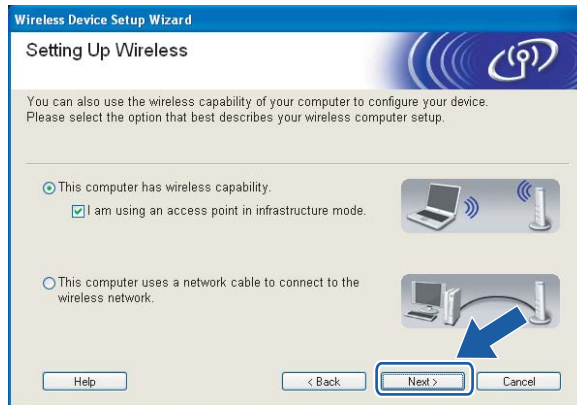 Wireless Device Setup Wizard
Setting Up Wireless
You can also use the wireless capability of your computer to configure your device.
Please select the option that best describes your wireless computer setup.
This computer has wireless capability.
I am using an access point in infrastructure mode.
This computer uses a network cable to connect to the
wireless network.
Help
< Back
Next >
Cancel